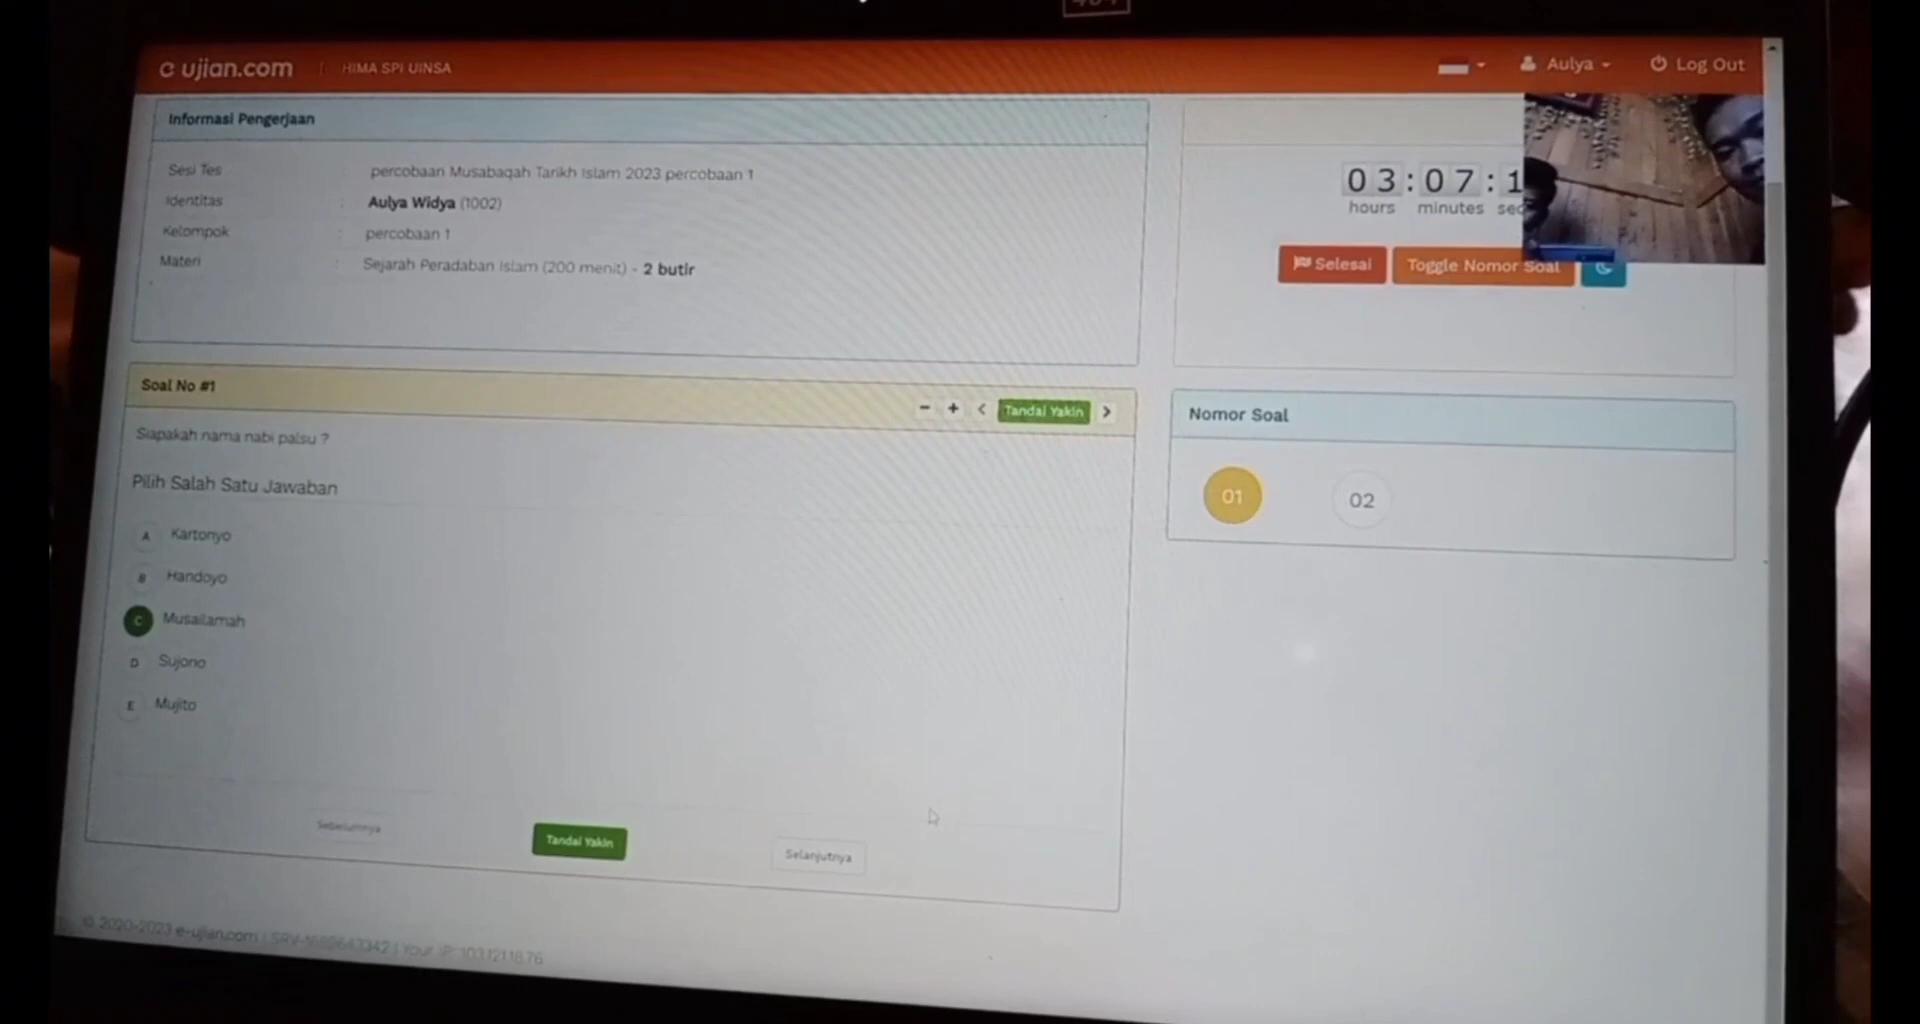 e ujian.com HIMA SPI UINSA Aulya Log Out
Informasi Pengerjaan
Sesi Tes : percobaan Musabaqah Tarikh Islam 2023 percobaan 1
Identitas : Aulya Widya (1002)
Kelompok : percobaan 1
Materi : Sejarah Peradaban Islam (200 menit) - 2 butir
03:07:1
hours minutes sec
Selesai Toggle Nomor Soal
Soal No #1
- + < Tandai Yakin >
Siapakah nama nabi palsu ?
Pilih Salah Satu Jawaban
A Kartonyo
B Handoyo
C Musailamah
D Sujono
E Mujito
Sebelumnya Tandai Yakin Selanjutnya
Nomor Soal
01 02
© 2020-2023 e-ujian.com | SRV-1689643342 | Your IP: 103.121.18.76